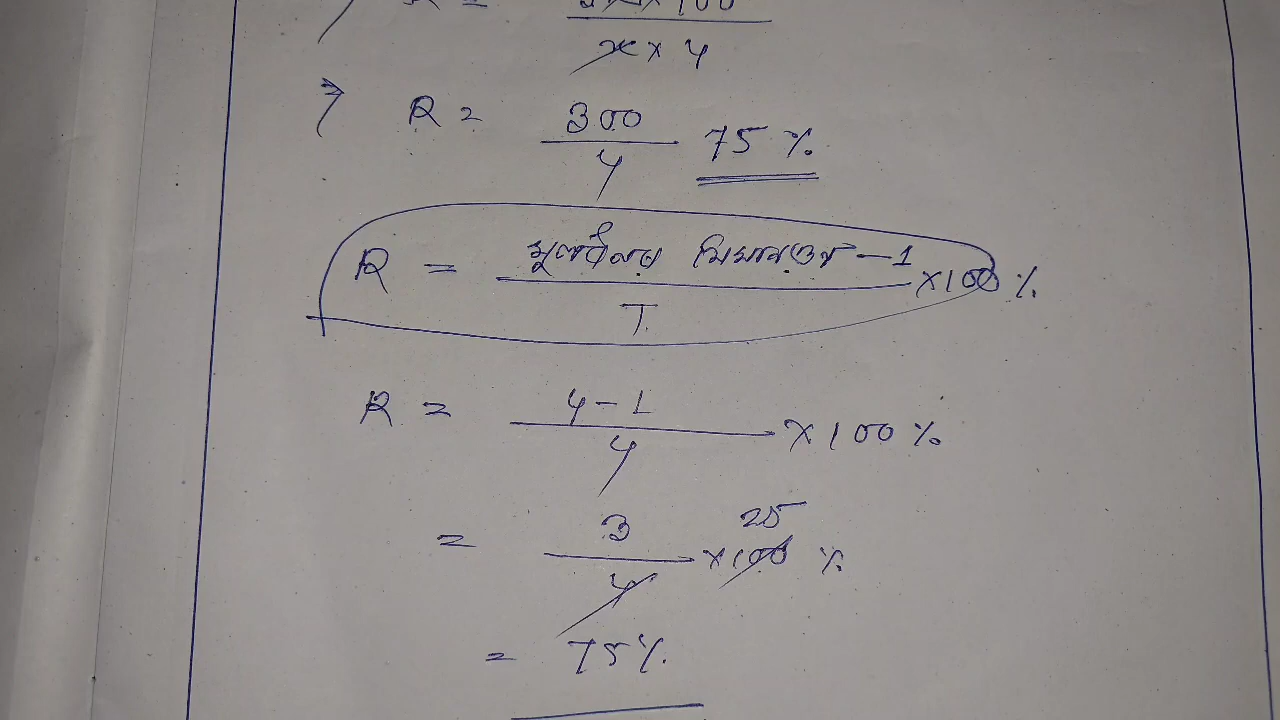 R =
x × 4
⇒ R = 300 / 4 75 %
R = -1 / T × 100 %
R = 4-1 / 4 × 100 %
= 3 / 4 × 100 % 25
= 75%